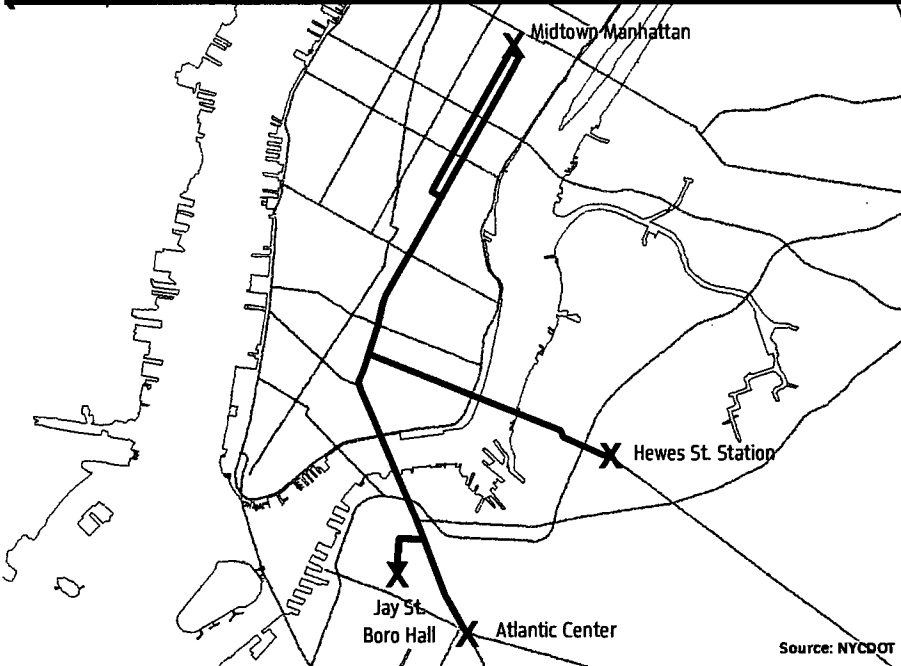 Midtown Manhattan
Hewes St. Station
Jay St.
Boro Hall
Atlantic Center
Source: NYCDOT